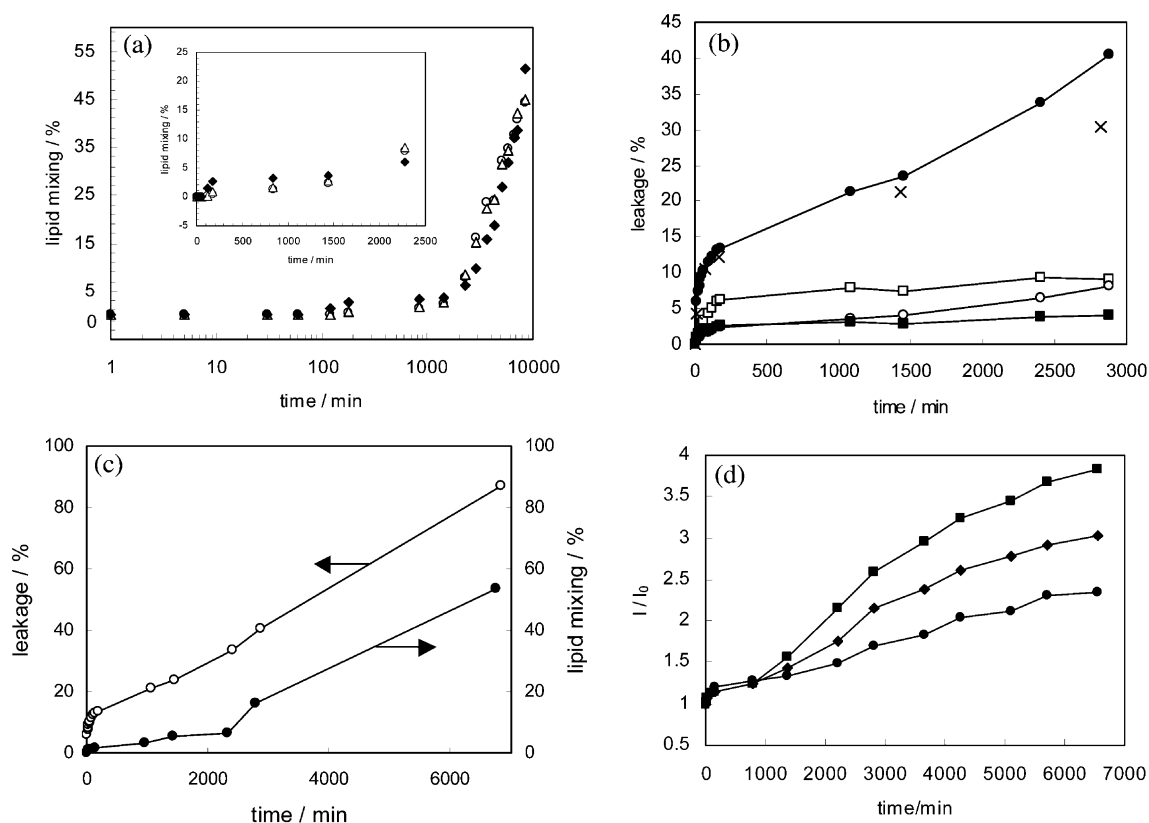 (a)
lipid mixing / %
55
45
35
25
15
5
0
1 10 100 1000 10000
time / min
lipid mixing / %
25
20
15
10
5
0
-5
0 500 1000 1500 2000 2500
time / min
(b)
leakage / %
45
40
35
30
25
20
15
10
5
0
0 500 1000 1500 2000 2500 3000
time / min
(c)
leakage / %
100
80
60
40
20
0
0 2000 4000 6000
time / min
100
80
60
40
20
0
lipid mixing / %
(d)
I / I0
4
3.5
3
2.5
2
1.5
1
0.5
0 1000 2000 3000 4000 5000 6000 7000
time/min